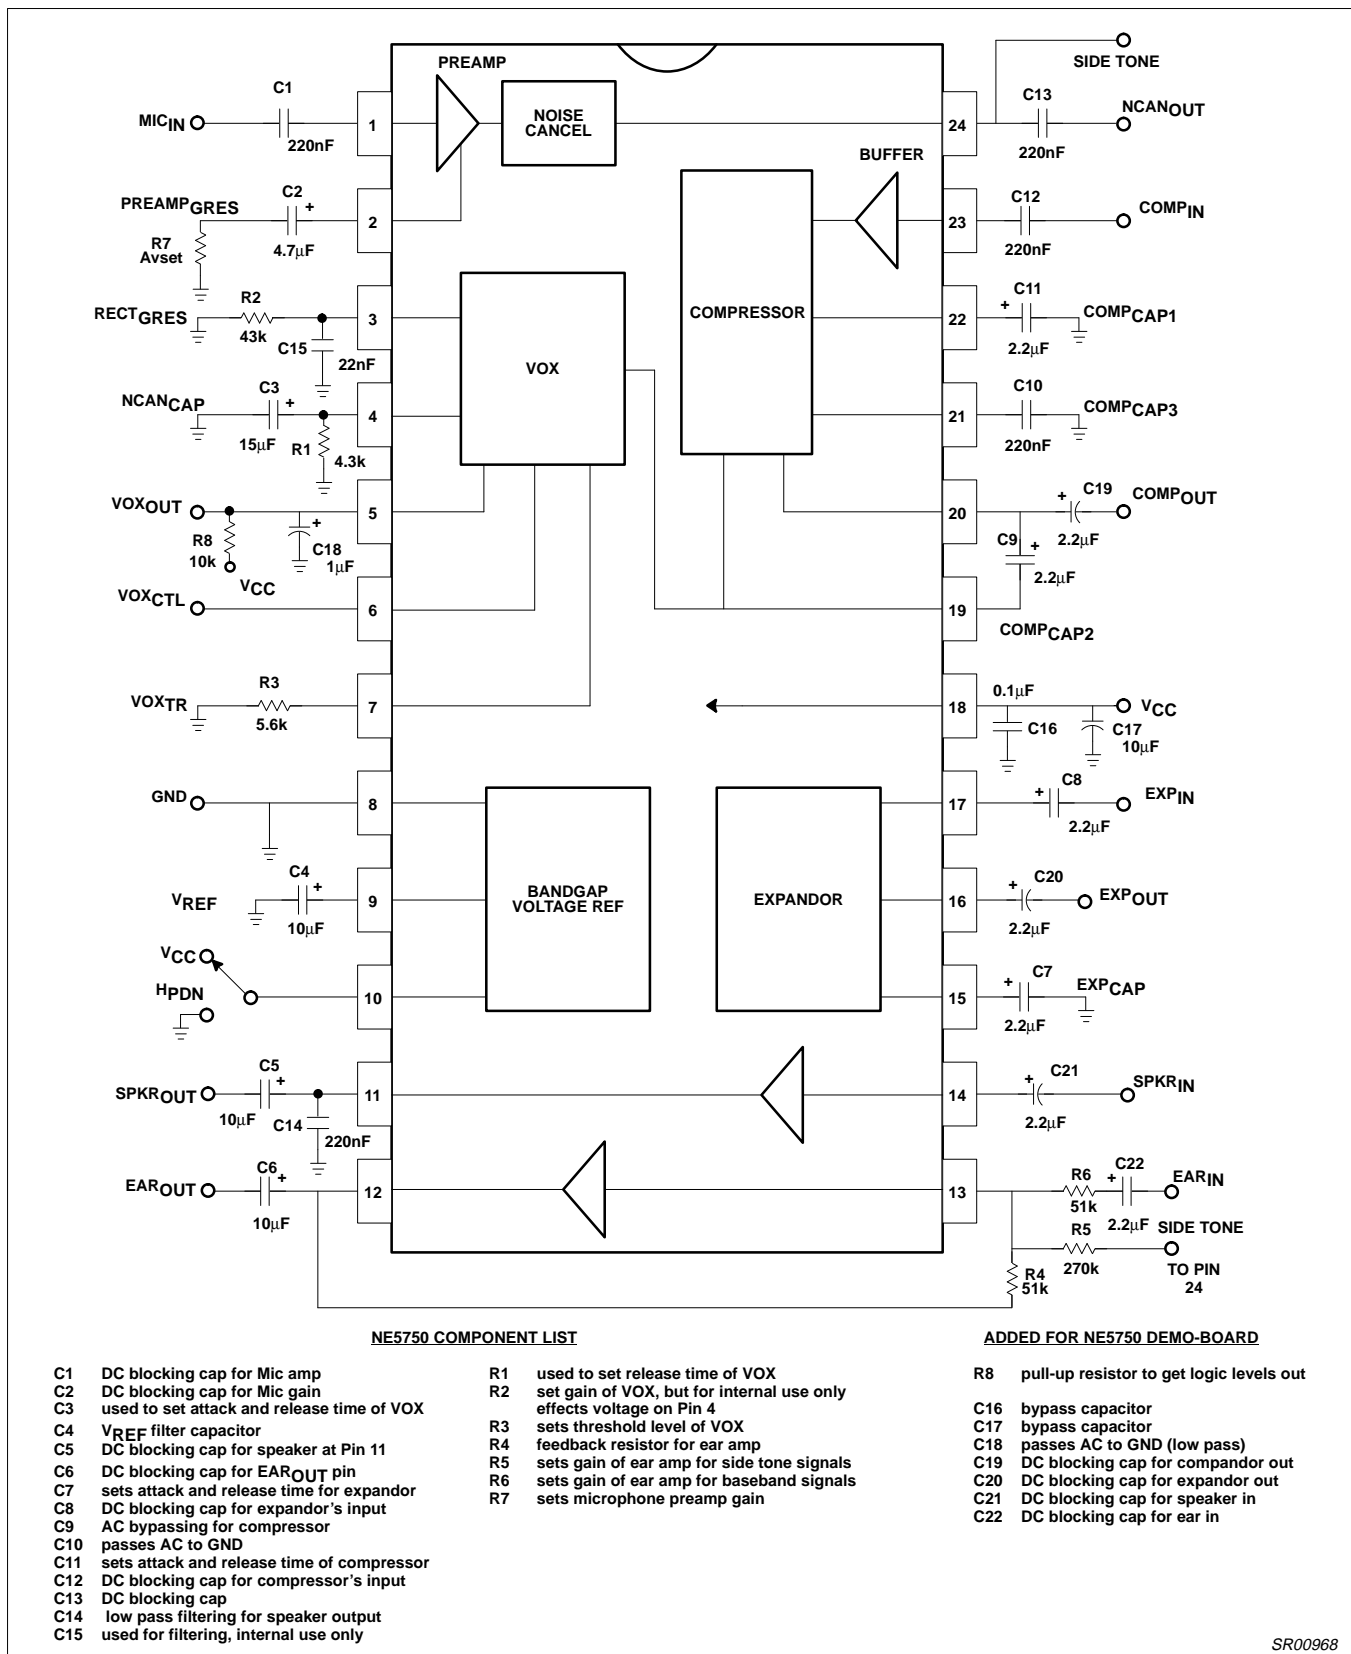 PREAMP
SIDE TONE
C1
C13
MICIN
1
NOISE
CANCEL
24
NCANOUT
220nF
220nF
BUFFER
C2
C12
PREAMPGRES
+
2
23
COMPIN
R7
Avset
4.7µF
220nF
R2
C11
RECTGRES
3
COMPRESSOR
22
+
COMPCAP1
43k
C15
22nF
2.2µF
VOX
C3
C10
NCANCAP
+
4
21
COMPCAP3
15µF
R1
4.3k
220nF
VOXOUT
5
20
+
C19
COMPOUT
R8
10k
+
C18
1µF
C9
+
2.2µF
2.2µF
VCC
VOXCTL
6
19
COMPCAP2
R3
0.1µF
VOXTR
7
18
VCC
5.6k
C16
C17
10µF
C8
GND
8
17
+
EXPIN
2.2µF
C4
C20
VREF
+
9
BANDGAP
VOLTAGE REF
EXPANDOR
16
+
EXPOUT
10µF
2.2µF
VCC
C7
HPDN
10
15
+
EXPCAP
2.2µF
C5
C21
SPKROUT
+
11
14
+
SPKRIN
10µF
C14
220nF
2.2µF
C6
R6
C22
EAROUT
+
12
13
+
EARIN
10µF
51k
2.2µF
SIDE TONE
R5
R4
51k
270k
TO PIN
24
NE5750 COMPONENT LIST
C1 DC blocking cap for Mic amp
C2 DC blocking cap for Mic gain
C3 used to set attack and release time of VOX
C4 VREF filter capacitor
C5 DC blocking cap for speaker at Pin 11
C6 DC blocking cap for EAROUT pin
C7 sets attack and release time for expandor
C8 DC blocking cap for expandor's input
C9 AC bypassing for compressor
C10 passes AC to GND
C11 sets attack and release time of compressor
C12 DC blocking cap for compressor's input
C13 DC blocking cap
C14 low pass filtering for speaker output
C15 used for filtering, internal use only
R1 used to set release time of VOX
R2 set gain of VOX, but for internal use only
effects voltage on Pin 4
R3 sets threshold level of VOX
R4 feedback resistor for ear amp
R5 sets gain of ear amp for side tone signals
R6 sets gain of ear amp for baseband signals
R7 sets microphone preamp gain
ADDED FOR NE5750 DEMO-BOARD
R8 pull-up resistor to get logic levels out
C16 bypass capacitor
C17 bypass capacitor
C18 passes AC to GND (low pass)
C19 DC blocking cap for compandor out
C20 DC blocking cap for expandor out
C21 DC blocking cap for speaker in
C22 DC blocking cap for ear in
SR00968